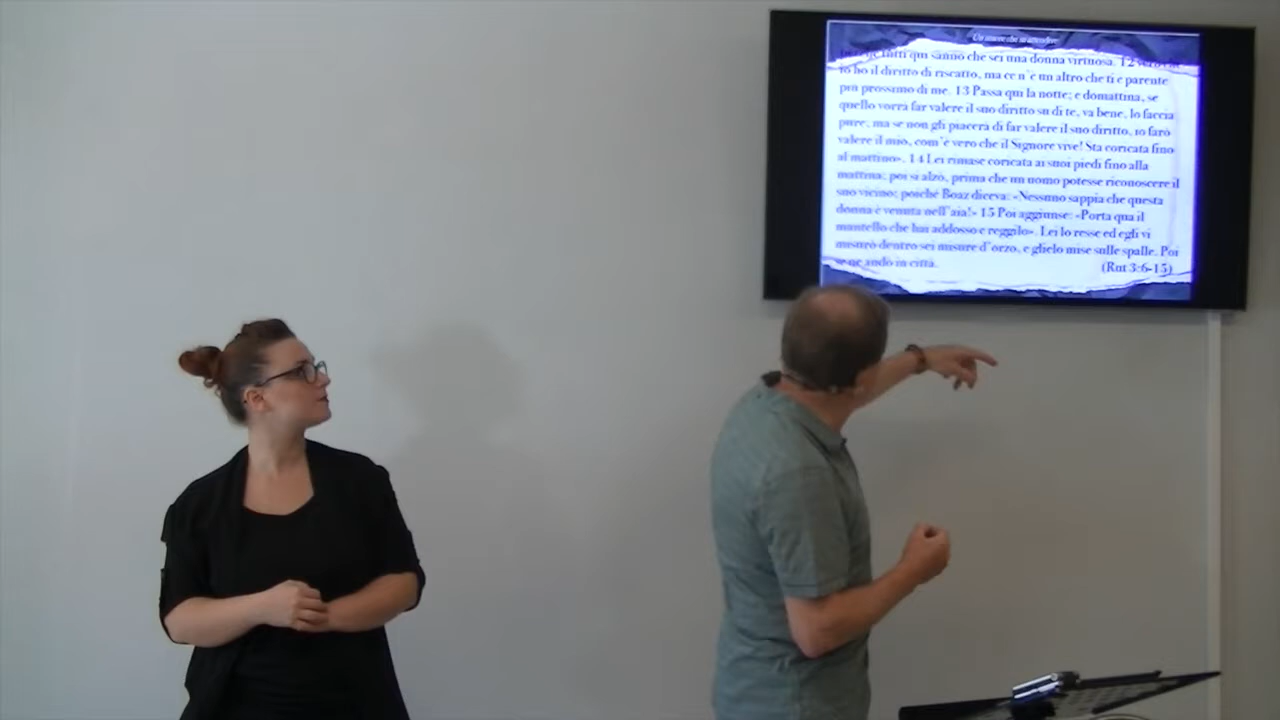 tutti qui sanno che sei una donna virtuosa. 12
io ho il diritto di riscatto, ma ce n'è un altro che ti è parente
più prossimo di me. 13 Passa qui la notte; e domattina, se
quello vorrà far valere il suo diritto su di te, va bene, lo faccia
pure; ma se non gli piacerà di far valere il suo diritto, io farò
valere il mio, com'è vero che il Signore vive! Sta coricata fino
al mattino». 14 Lei rimase coricata ai suoi piedi fino alla
mattina; poi si alzò, prima che un uomo potesse riconoscere il
suo vicino; poiché Boaz diceva: «Nessuno sappia che questa
donna è venuta nell'aia!» 15 Poi aggiunse: «Porta qua il
mantello che hai addosso e reggilo». Lei lo resse ed egli vi
misurò dentro sei misure d'orzo, e glielo mise sulle spalle. Poi
se ne andò in città.
(Rut 3:6-15)